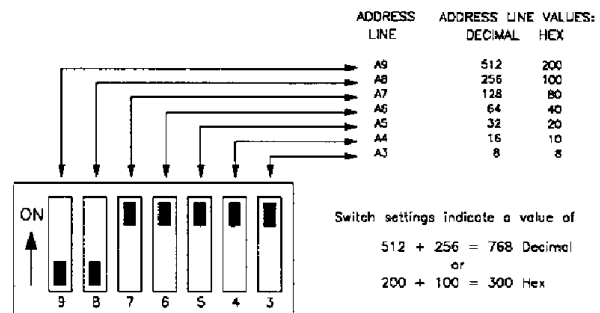 ADDRESS LINE ADDRESS LINE VALUES: DECIMAL HEX
A9 512 200
A8 256 100
A7 128 80
A6 64 40
A5 32 20
A4 16 10
A3 8 8
ON
9 8 7 6 5 4 3
Switch settings indicate a value of
512 + 256 = 768 Decimal
or
200 + 100 = 300 Hex